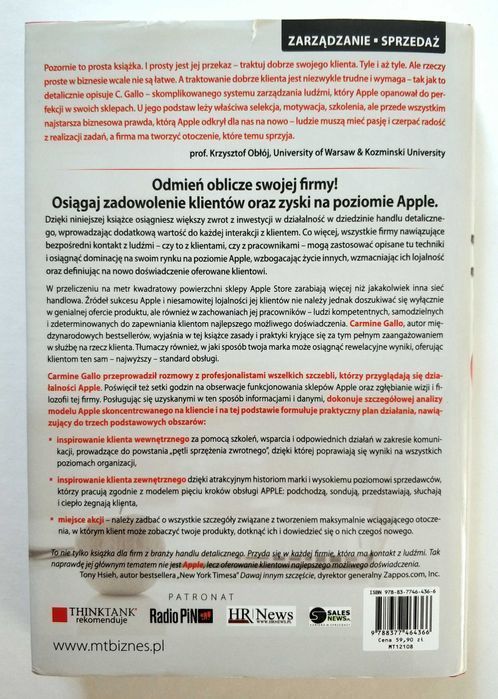 ZARZĄDZANIE ▪ SPRZEDAŻ
Pozornie to prosta książka. I prosty jest jej przekaz – traktuj dobrze swojego klienta. Tyle i aż tyle. Ale rzeczy
proste w biznesie wcale nie są łatwe. A traktowanie dobrze klienta jest niezwykle trudne i wymaga – tak jak to
detalicznie opisuje C. Gallo – skomplikowanego systemu zarządzania ludźmi, który Apple opanował do per-
fekcji w swoich sklepach. U jego podstaw leży właściwa selekcja, motywacja, szkolenia, ale przede wszystkim
najstarsza biznesowa prawda, którą Apple odkrył dla nas na nowo – ludzie muszą mieć pasję i czerpać radość
z realizacji zadań, a firma ma tworzyć otoczenie, które temu sprzyja.
prof. Krzysztof Obłój, University of Warsaw & Kozminski University
Odmień oblicze swojej firmy!
Osiągaj zadowolenie klientów oraz zyski na poziomie Apple.
Dzięki niniejszej książce osiągniesz większy zwrot z inwestycji w działalność w dziedzinie handlu detaliczne-
go, wprowadzając dodatkową wartość do każdej interakcji z klientem. Co więcej, wszystkie firmy nawiązujące
bezpośredni kontakt z ludźmi – czy to z klientami, czy z pracownikami – mogą zastosować opisane tu techniki
i osiągnąć dominację na swoim rynku na poziomie Apple, wzbogacając życie innych, wzmacniając ich lojalność
oraz definiując na nowo doświadczenie oferowane klientowi.
W przeliczeniu na metr kwadratowy powierzchni sklepy Apple Store zarabiają więcej niż jakakolwiek inna sieć
handlowa. Źródeł sukcesu Apple i niesamowitej lojalności jej klientów nie należy jednak doszukiwać się wyłącznie
w genialnej ofercie produktu, ale również w zachowaniach jej pracowników – ludzi kompetentnych, samodzielnych
i zdeterminowanych do zapewniania klientom najlepszego możliwego doświadczenia. Carmine Gallo, autor mię-
dzynarodowych bestsellerów, wyjaśnia w tej książce zasady i praktyki kryjące się za tym pełnym zaangażowaniem
w służbę na rzecz klienta. Tłumaczy również, w jaki sposób twoja marka może osiągnąć rewelacyjne wyniki, oferując
klientom ten sam – najwyższy – standard obsługi.
Carmine Gallo przeprowadził rozmowy z profesjonalistami wszelkich szczebli, którzy przyglądają się dzia-
łalności Apple. Poświęcił też setki godzin na obserwacje funkcjonowania sklepów Apple oraz zgłębianie wizji i fi-
lozofii tej firmy. Posługując się uzyskanymi w ten sposób informacjami i danymi, dokonuje szczegółowej analizy
modelu Apple skoncentrowanego na kliencie i na tej podstawie formułuje praktyczny plan działania, nawią-
zujący do trzech podstawowych obszarów:
▪ inspirowanie klienta wewnętrznego za pomocą szkoleń, wsparcia i odpowiednich działań w zakresie komuni-
kacji, prowadzące do powstania „pętli sprzężenia zwrotnego”, dzięki której poprawiają się wyniki na wszystkich
poziomach organizacji,
▪ inspirowanie klienta zewnętrznego dzięki atrakcyjnym historiom marki i wysokiemu poziomowi sprzedawców,
którzy pracują zgodnie z modelem pięciu kroków obsługi APPLE: podchodzą, sondują, przedstawiają, słuchają
i ciepło żegnają klienta,
▪ miejsce akcji – należy zadbać o wszystkie szczegóły związane z tworzeniem maksymalnie wciągającego otocze-
nia, w którym klient może zobaczyć twoje produkty, dotknąć ich i dowiedzieć się o nich czegoś nowego.
To nie tylko książka dla firm z branży handlu detalicznego. Przyda się w każdej firmie, która ma kontakt z ludźmi. Tak
naprawdę jej głównym tematem nie jest Apple, lecz oferowanie klientowi najlepszego możliwego doświadczenia.
Tony Hsieh, autor bestsellera „New York Timesa” Dawaj innym szczęście, dyrektor generalny Zappos.com, Inc.
PATRONAT
THINKTANK
rekomenduje
Radio PiN
HR News
WWW.HRNEWS.PL
SALES
NEWS.PL
www.mtbiznes.pl
ISBN 978-83-7746-436-6
9 788377 464366
Cena 59,90 zł
MT12108